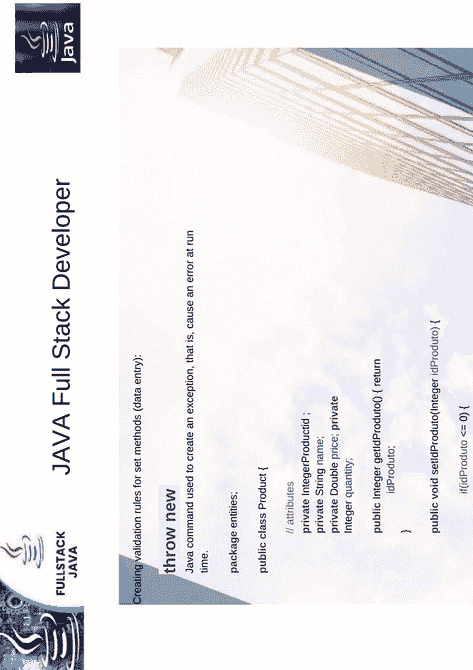 FULLSTACK
JAVA
JAVA Full Stack Developer
Java
Creating validation rules for set methods (data entry):
throw new
Java command used to create an exception, that is, cause an error at run
time.
package entities;
public class Product {
// attributes
private IntegerProductid ;
private String name;
private Double price; private
Integer quantity;
public Integer getIdProduto() { return
idProduto;
}
public void setIdProduto(Integer idProduto) {
if(idProduto <= 0) {